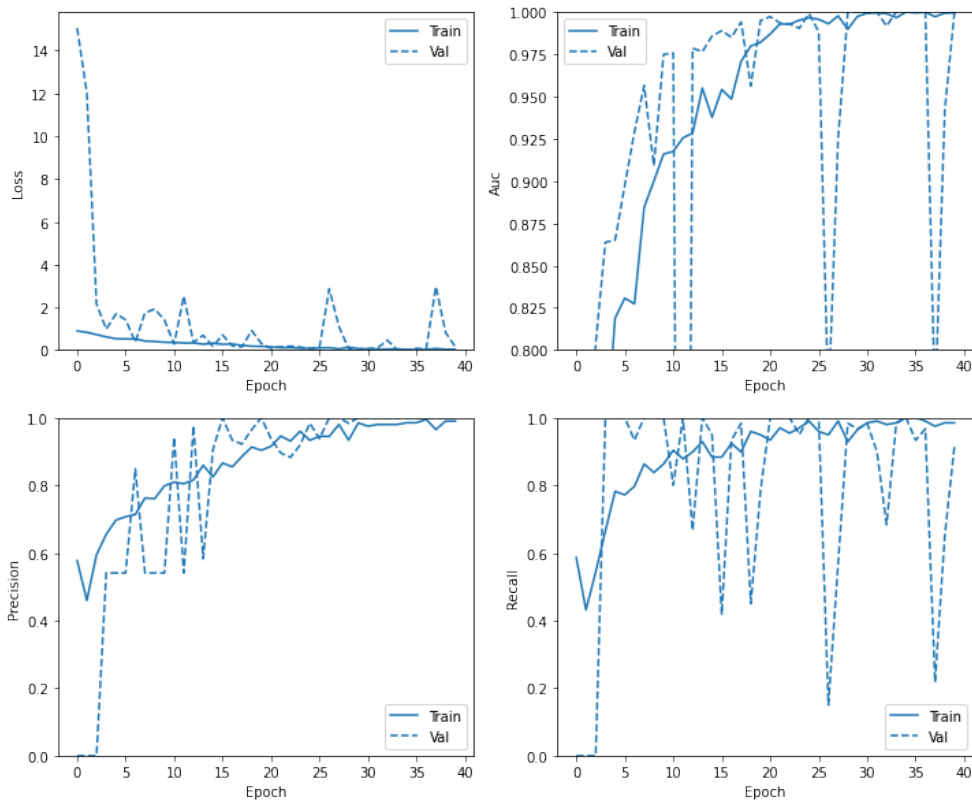 14
12
10
8
6
4
2
0
Loss
0 5 10 15 20 25 30 35 40
Epoch
Train
Val
1.000
0.975
0.950
0.925
0.900
0.875
0.850
0.825
0.800
Auc
0 5 10 15 20 25 30 35 40
Epoch
Train
Val
1.0
0.8
0.6
0.4
0.2
0.0
Precision
0 5 10 15 20 25 30 35 40
Epoch
Train
Val
1.0
0.8
0.6
0.4
0.2
0.0
Recall
0 5 10 15 20 25 30 35 40
Epoch
Train
Val